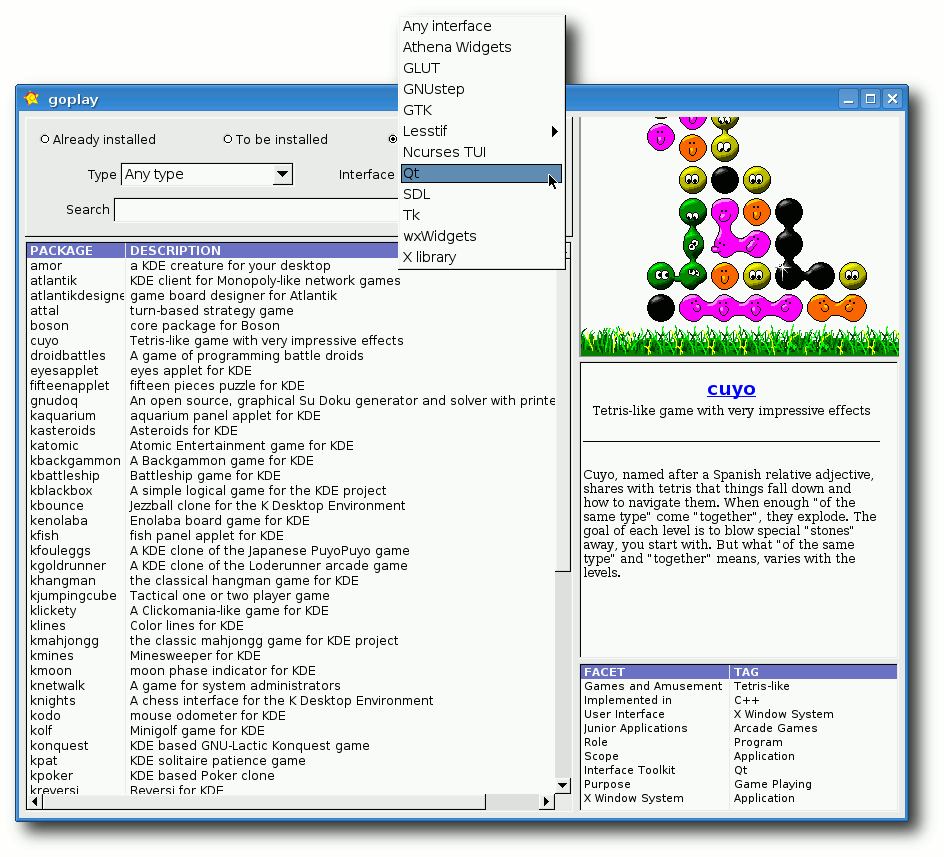 Any interface
Athena Widgets
GLUT
GNUstep
GTK
Lesstif
Ncurses TUI
Qt
SDL
Tk
wxWidgets
X library
goplay
Already installed
To be installed
Type
Any type
Interface
Search
PACKAGE DESCRIPTION
amor a KDE creature for your desktop
atlantik KDE client for Monopoly-like network games
atlantikdesigne game board designer for Atlantik
attal turn-based strategy game
boson core package for Boson
cuyo Tetris-like game with very impressive effects
droidbattles A game of programming battle droids
eyesapplet eyes applet for KDE
fifteenapplet fifteen pieces puzzle for KDE
gnudoq An open source, graphical Su Doku generator and solver with printe
kaquarium aquarium panel applet for KDE
kasteroids Asteroids for KDE
katomic Atomic Entertainment game for KDE
kbackgammon A Backgammon game for KDE
kbattleship Battleship game for KDE
kblackbox A simple logical game for the KDE project
kbounce Jezzball clone for the K Desktop Environment
kenolaba Enolaba board game for KDE
kfish fish panel applet for KDE
kfouleggs A KDE clone of the Japanese PuyoPuyo game
kgoldrunner A KDE clone of the Loderunner arcade game
khangman the classical hangman game for KDE
kjumpingcube Tactical one or two player game
klickety A Clickomania-like game for KDE
klines Color lines for KDE
kmahjongg the classic mahjongg game for KDE project
kmines Minesweeper for KDE
kmoon moon phase indicator for KDE
knetwalk A game for system administrators
knights A chess interface for the K Desktop Environment
kodo mouse odometer for KDE
kolf Minigolf game for KDE
konquest KDE based GNU-Lactic Konquest game
kpat KDE solitaire patience game
kpoker KDE based Poker clone
kreversi Reversi for KDE
cuyo
Tetris-like game with very impressive effects
Cuyo, named after a Spanish relative adjective,
shares with tetris that things fall down and
how to navigate them. When enough "of the
same type" come "together", they explode. The
goal of each level is to blow special "stones"
away, you start with. But what "of the same
type" and "together" means, varies with the
levels.
FACET TAG
Games and Amusement Tetris-like
Implemented in C++
User Interface X Window System
Junior Applications Arcade Games
Role Program
Scope Application
Interface Toolkit Qt
Purpose Game Playing
X Window System Application